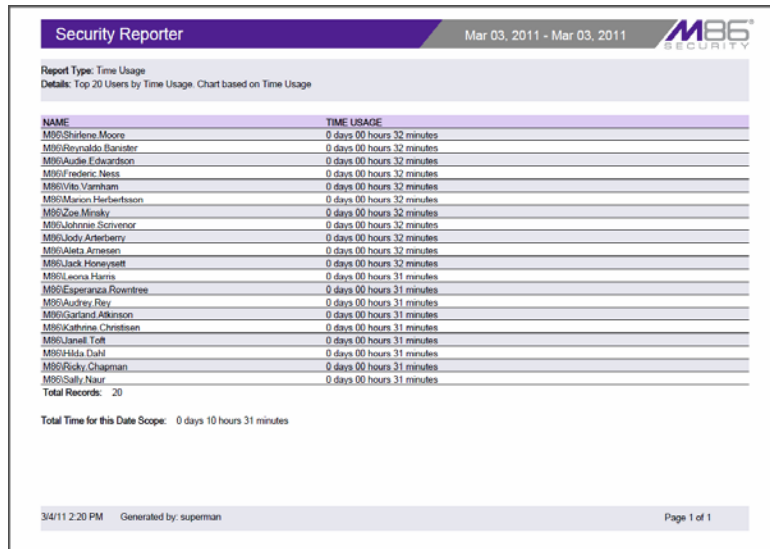 Security Reporter
Mar 03, 2011 - Mar 03, 2011
M86®
SECURITY
Report Type: Time Usage
Details: Top 20 Users by Time Usage. Chart based on Time Usage
NAME TIME USAGE
M86\Shirlene.Moore 0 days 00 hours 32 minutes
M86\Reynaldo.Banister 0 days 00 hours 32 minutes
M86\Audie.Edwardson 0 days 00 hours 32 minutes
M86\Frederic.Ness 0 days 00 hours 32 minutes
M86\Vito.Varnham 0 days 00 hours 32 minutes
M86\Marion.Herbertsson 0 days 00 hours 32 minutes
M86\Zoe.Minsky 0 days 00 hours 32 minutes
M86\Johnnie.Scrivenor 0 days 00 hours 32 minutes
M86\Jody.Arterberry 0 days 00 hours 32 minutes
M86\Aleta.Arnesen 0 days 00 hours 32 minutes
M86\Jack.Honeysett 0 days 00 hours 32 minutes
M86\Leona.Harris 0 days 00 hours 31 minutes
M86\Esperanza.Rowntree 0 days 00 hours 31 minutes
M86\Audrey.Rey 0 days 00 hours 31 minutes
M86\Garland.Atkinson 0 days 00 hours 31 minutes
M86\Kathrine.Christisen 0 days 00 hours 31 minutes
M86\Janell.Toft 0 days 00 hours 31 minutes
M86\Hilda.Dahl 0 days 00 hours 31 minutes
M86\Ricky.Chapman 0 days 00 hours 31 minutes
M86\Sally.Naur 0 days 00 hours 31 minutes
Total Records: 20
Total Time for this Date Scope: 0 days 10 hours 31 minutes
3/4/11 2:20 PM Generated by: superman Page 1 of 1